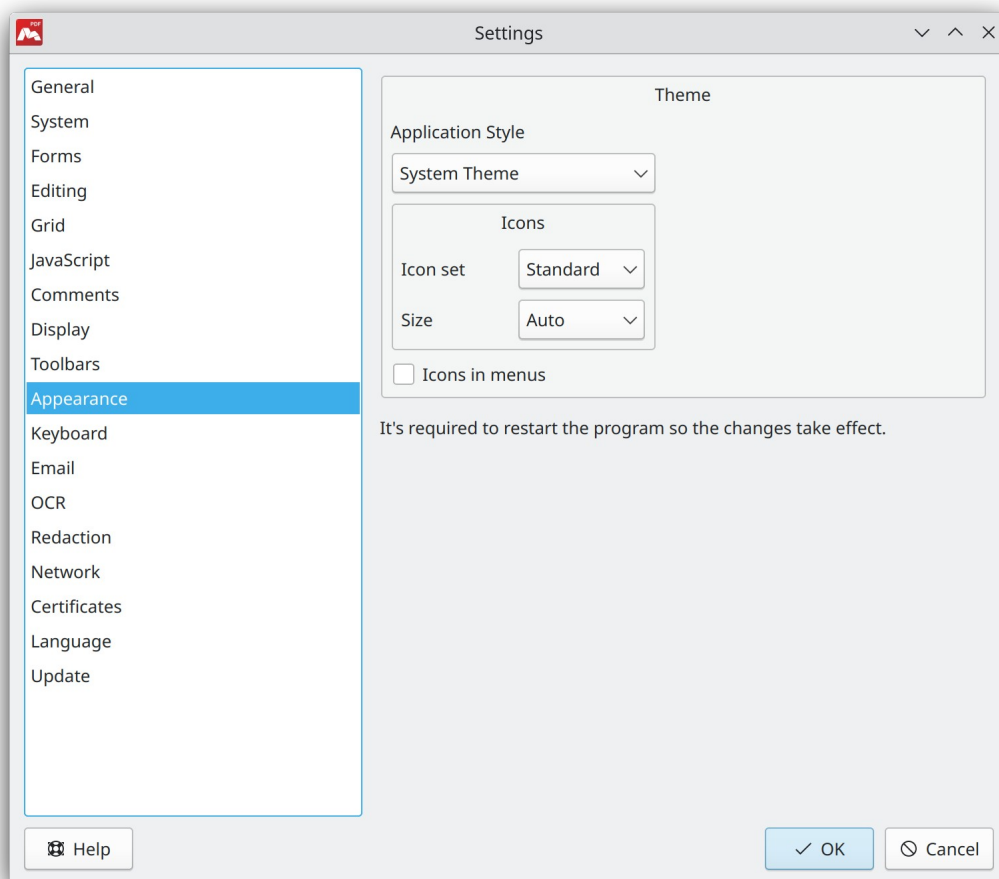 PDF
Settings
General
System
Forms
Editing
Grid
JavaScript
Comments
Display
Toolbars
Appearance
Keyboard
Email
OCR
Redaction
Network
Certificates
Language
Update
Theme
Application Style
System Theme
Icons
Icon set Standard
Size Auto
Icons in menus
It's required to restart the program so the changes take effect.
Help
OK
Cancel